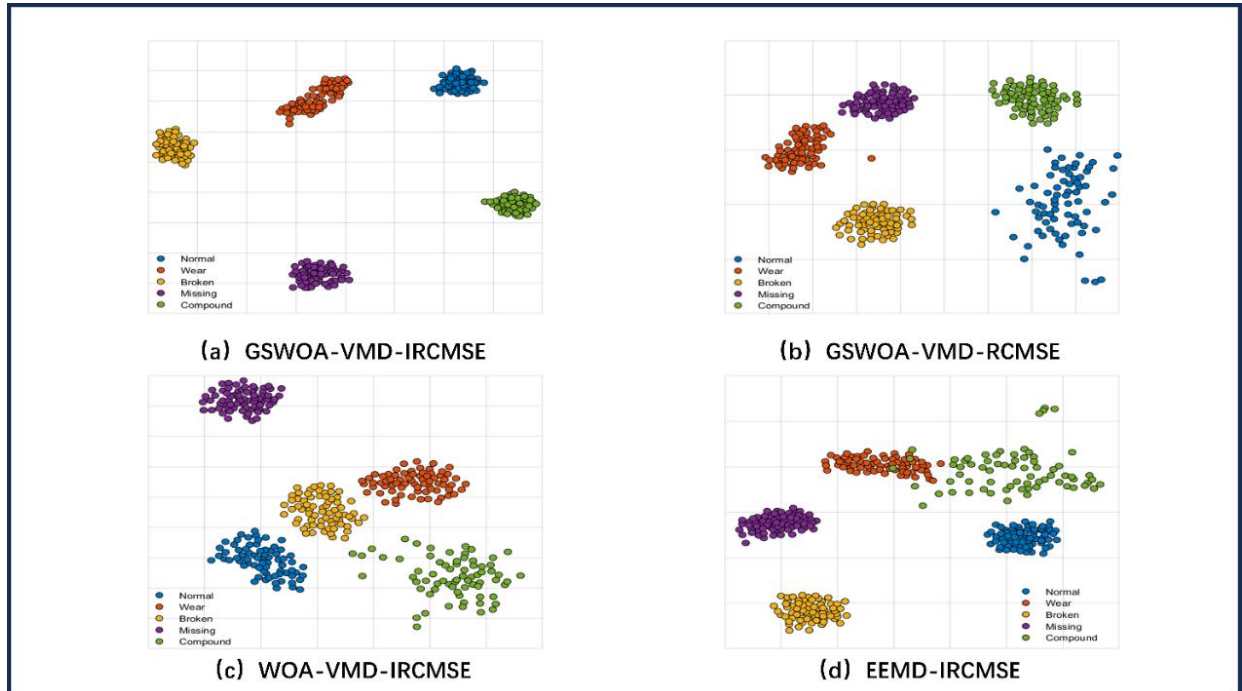 Normal
Wear
Broken
Missing
Compound
(a) GSWOA-VMD-IRCMSE
Normal
Wear
Broken
Missing
Compound
(b) GSWOA-VMD-RCMSE
Normal
Wear
Broken
Missing
Compound
(c) WOA-VMD-IRCMSE
Normal
Wear
Broken
Missing
Compound
(d) EEMD-IRCMSE